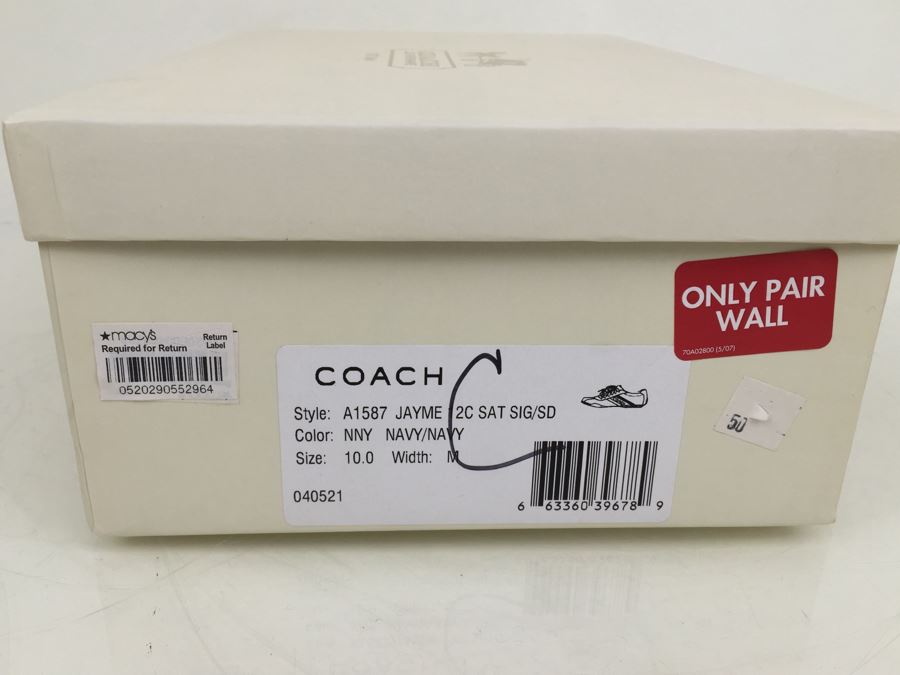 ONLY PAIR
WALL
70A02800 (5/07)
★macy's Return
Required for Return Label
0520290552964
COACH
Style: A1587 JAYME 12C SAT SIG/SD
Color: NNY NAVY/NAVY
Size: 10.0 Width: M
040521
6 63360 39678 9
50